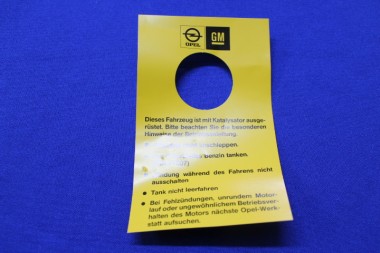 OPEL
GM
Dieses Fahrzeug ist mit Katalysator ausge-
rüstet. Bitte beachten Sie die besonderen
Hinweise der
schleppen.
benzin tanken.
während des Fahrens nicht
ausschalten
• Tank nicht leerfahren
• Bei Fehlzündungen, unrundem Motor-
lauf oder ungewöhnlichem Betriebsver-
halten des Motors nächste Opel-Werk-
statt aufsuchen.